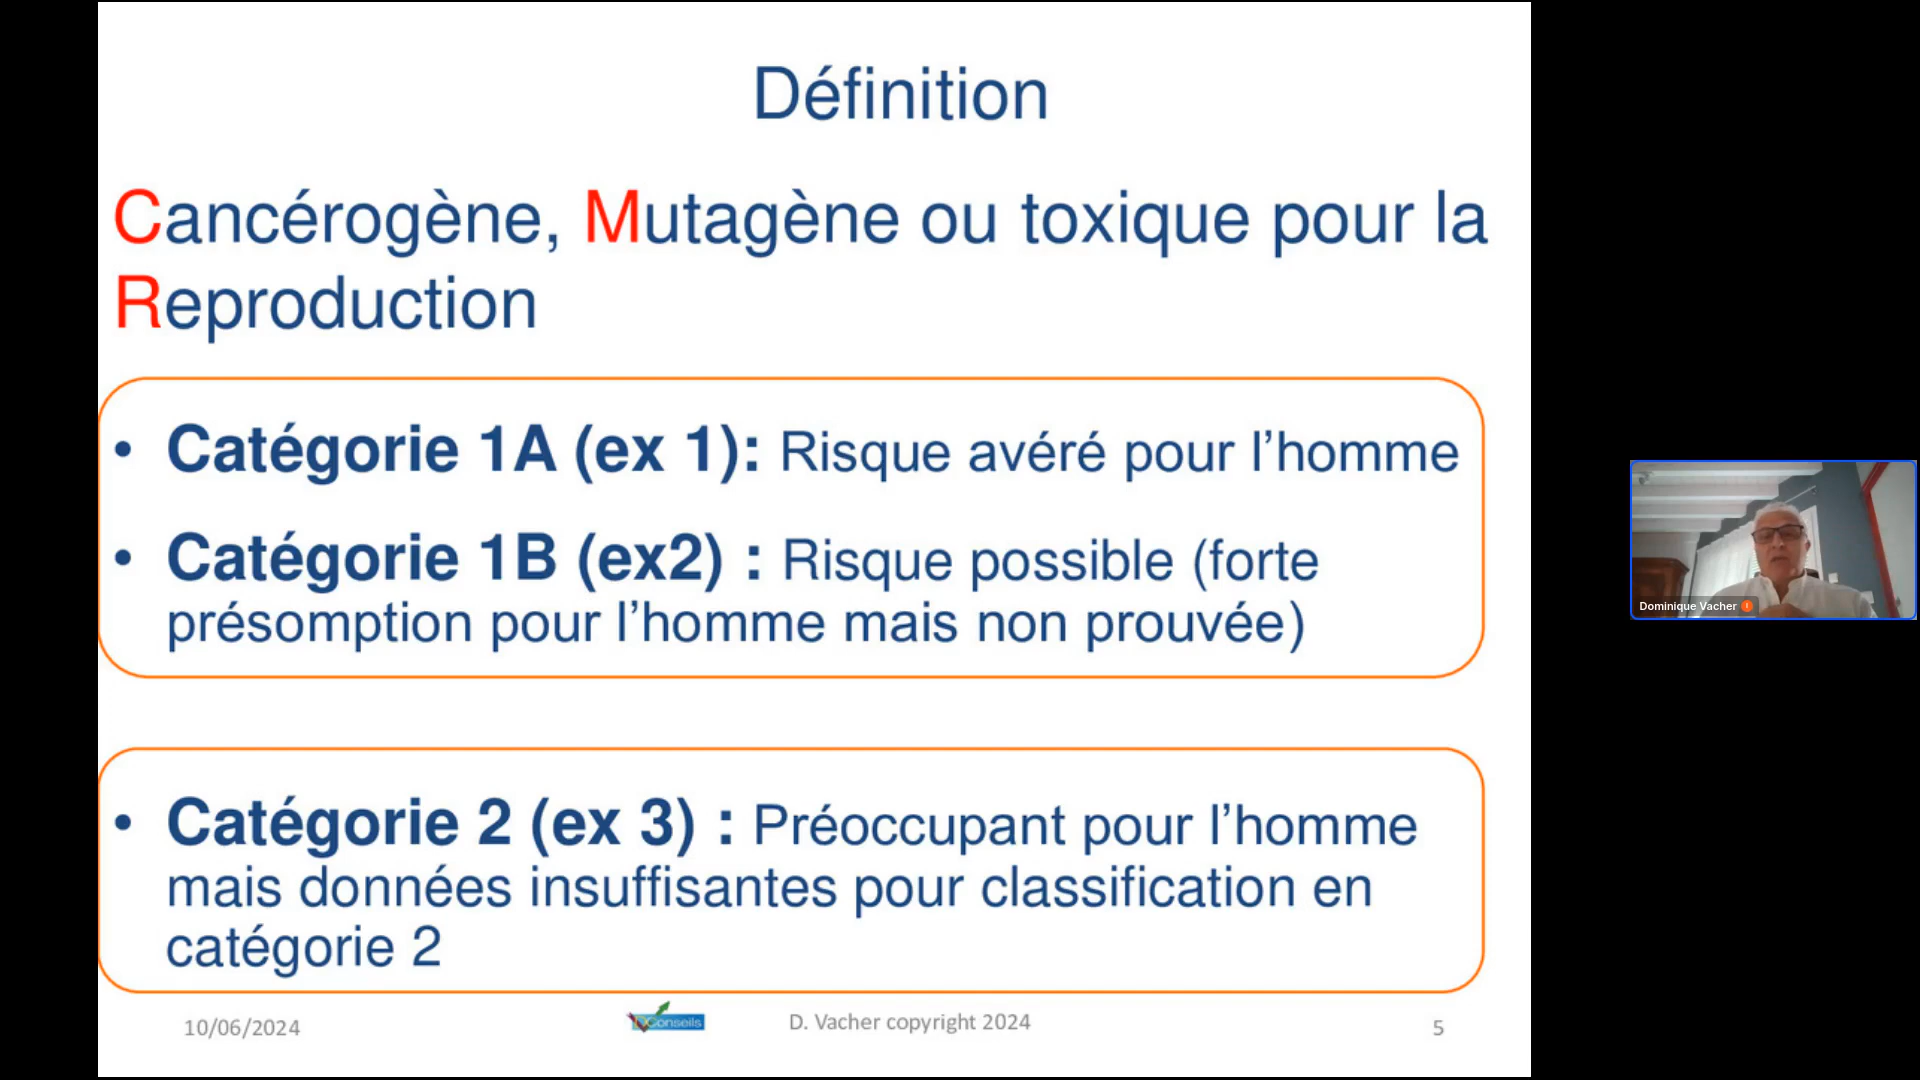 Définition
Cancérogène, Mutagène ou toxique pour la
Reproduction
• Catégorie 1A (ex 1): Risque avéré pour l’homme
• Catégorie 1B (ex2) : Risque possible (forte
présomption pour l’homme mais non prouvée)
• Catégorie 2 (ex 3) : Préoccupant pour l’homme
mais données insuffisantes pour classification en
catégorie 2
10/06/2024
Conseils
D. Vacher copyright 2024
5
Dominique Vacher